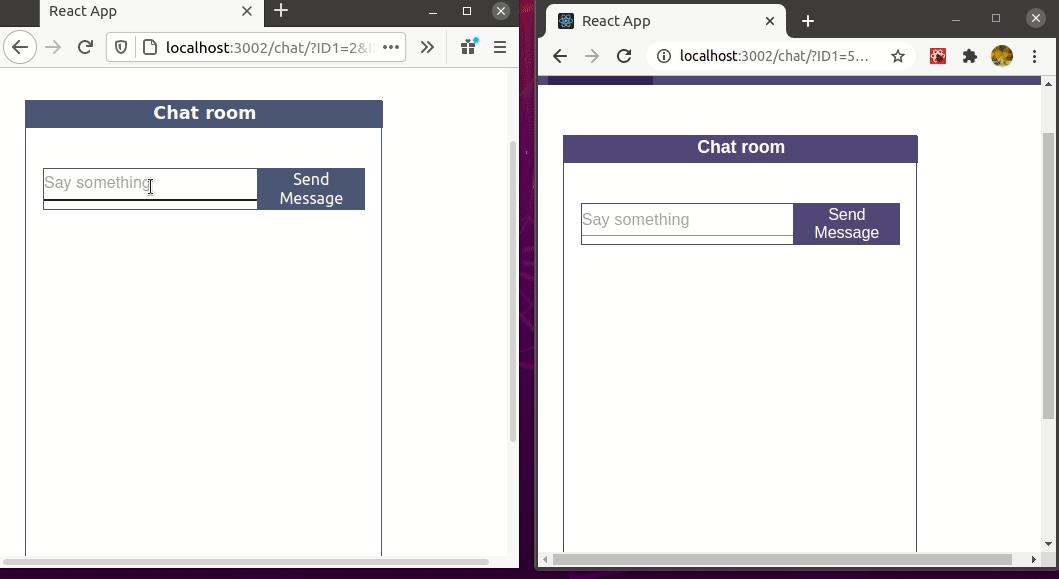 React App
localhost:3002/chat/?ID1=2&I
Chat room
Say something
Send
Message
React App
localhost:3002/chat/?ID1=5...
Chat room
Say something
Send
Message